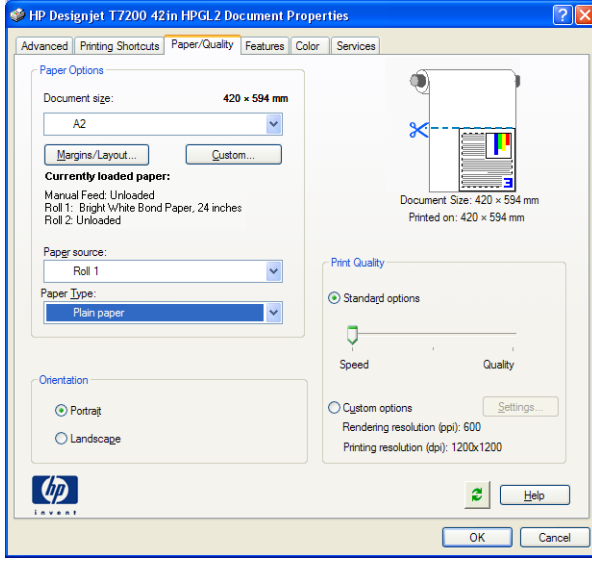 HP Designjet T7200 42in HPGL2 Document Properties
Advanced Printing Shortcuts Paper/Quality Features Color Services
Paper Options
Document size: 420 × 594 mm
A2
Margins/Layout... Custom...
Currently loaded paper:
Manual Feed: Unloaded
Roll 1: Bright White Bond Paper, 24 inches
Roll 2: Unloaded
Paper source:
Roll 1
Paper Type:
Plain paper
Orientation
Portrait
Landscape
3
Document Size: 420 × 594 mm
Printed on: 420 × 594 mm
Print Quality
Standard options
Speed Quality
Custom options Settings...
Rendering resolution (ppi): 600
Printing resolution (dpi): 1200x1200
hp
invent
Help
OK Cancel